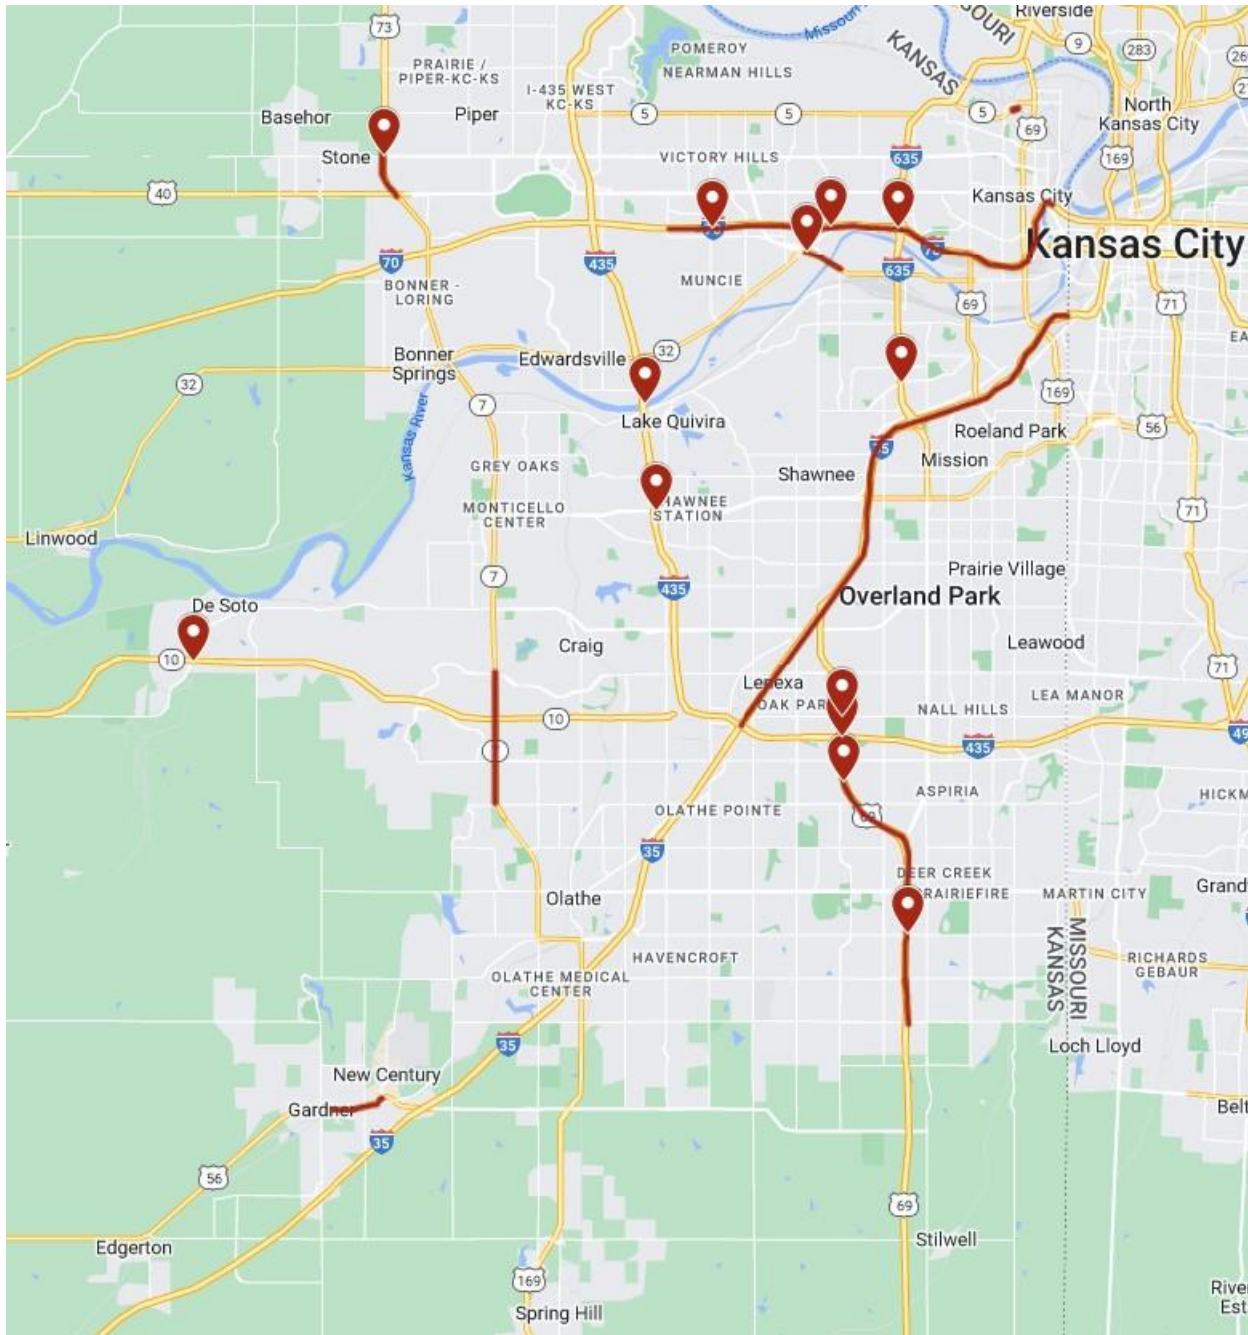 Riverside
MISSOURI
Missouri
73
9
283
KANSAS
POMEROY
NEARMAN HILLS
PRAIRIE /
PIPER-KC-KS
I-435 WEST
KC-KS
Basehor
Piper
5
5
5
69
North
Kansas City
Stone
VICTORY HILLS
635
169
40
Kansas City
Kansas City
70
435
70
635
BONNER -
LORING
MUNCIE
69
71
Bonner
Springs
Edwardsville
32
32
Lake Quivira
7
169
56
Kansas River
Roeland Park
Mission
GREY OAKS
Shawnee
MONTICELLO
CENTER
SHAWNEE
STATION
71
Linwood
7
435
Prairie Village
De Soto
Overland Park
Craig
Leawood
10
71
Lenexa
OAK PAR
LEA MANOR
NALL HILLS
10
435
49
7
ASPIRIA
HICKM
OLATHE POINTE
69
35
DEER CREEK
PRAIRIEFIRE
MARTIN CITY
Grand
Olathe
MISSOURI
KANSAS
HAVENCROFT
RICHARDS
GEBAUR
OLATHE MEDICAL
CENTER
35
Loch Lloyd
New Century
Gardner
Belt
35
56
69
Edgerton
Stilwell
169
Spring Hill
River
Est